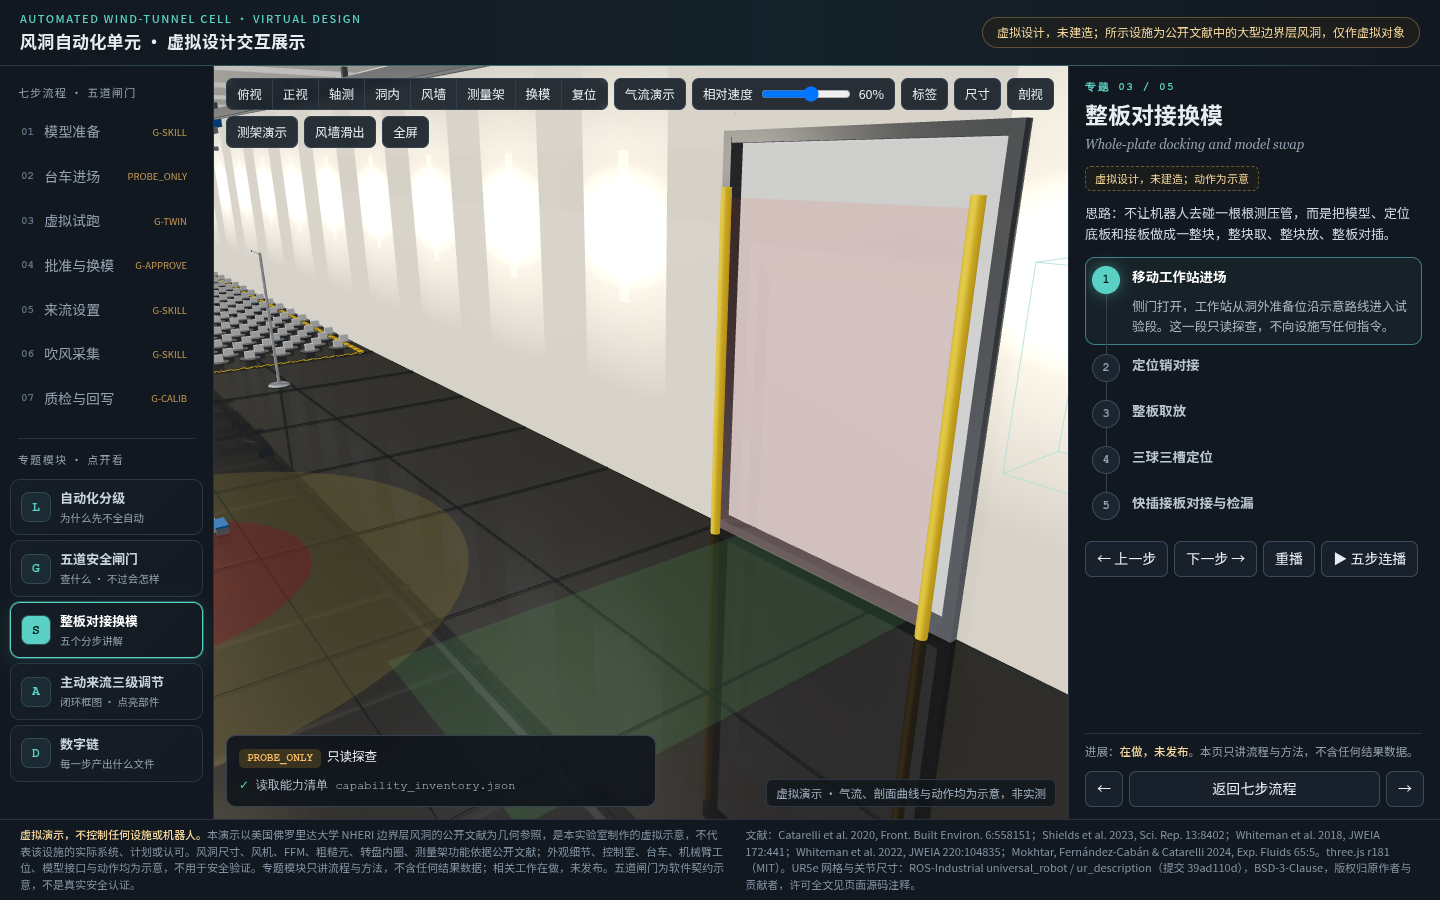 AUTOMATED WIND-TUNNEL CELL · VIRTUAL DESIGN
风洞自动化单元 · 虚拟设计交互展示
虚拟设计，未建造；所示设施为公开文献中的大型边界层风洞，仅作虚拟对象
七步流程 · 五道闸门
01 模型准备 G-SKILL
02 台车进场 PROBE_ONLY
03 虚拟试跑 G-TWIN
04 批准与换模 G-APPROVE
05 来流设置 G-SKILL
06 吹风采集 G-SKILL
07 质检与回写 G-CALIB
专题模块 · 点开看
L 自动化分级
为什么先不全自动
G 五道安全闸门
查什么 · 不过会怎样
S 整板对接换模
五个分步讲解
A 主动来流三级调节
闭环框图 · 点亮部件
D 数字链
每一步产出什么文件
俯视 正视 轴测 洞内 风墙 测量架 换模 复位 气流演示 相对速度 60% 标签 尺寸 剖视
测架演示 风墙滑出 全屏
PROBE_ONLY 只读探查
✓ 读取能力清单 capability_inventory.json
虚拟演示 · 气流、剖面曲线与动作均为示意，非实测
专题 03 / 05
整板对接换模
Whole-plate docking and model swap
虚拟设计，未建造；动作为示意
思路：不让机器人去碰一根根测压管，而是把模型、定位
底板和接板做成一整块，整块取、整块放、整板对插。
1 移动工作站进场
侧门打开，工作站从洞外准备位沿示意路线进入试
验段。这一段只读探查，不向设施写任何指令。
2 定位销对接
3 整板取放
4 三球三槽定位
5 快插接板对接与检漏
← 上一步 下一步 → 重播 ▶ 五步连播
进展：在做，未发布。本页只讲流程与方法，不含任何结果数据。
← 返回七步流程 →
虚拟演示，不控制任何设施或机器人。本演示以美国佛罗里达大学 NHERI 边界层风洞的公开文献为几何参照，是本实验室制作的虚拟示意，不代
表该设施的实际系统、计划或认可。风洞尺寸、风机、FFM、粗糙元、转盘内圈、测量架功能依据公开文献；外观细节、控制室、台车、机械臂工
位、模型接口与动作均为示意，不用于安全验证。专题模块只讲流程与方法，不含任何结果数据；相关工作在做，未发布。五道闸门为软件契约示
意，不是真实安全认证。
文献：Catarelli et al. 2020, Front. Built Environ. 6:558151；Shields et al. 2023, Sci. Rep. 13:8402；Whiteman et al. 2018, JWEIA
172:441；Whiteman et al. 2022, JWEIA 220:104835；Mokhtar, Fernández-Cabán & Catarelli 2024, Exp. Fluids 65:5。three.js r181
（MIT）。UR5e 网格与关节尺寸：ROS-Industrial universal_robot / ur_description（提交 39ad110d），BSD-3-Clause，版权归原作者与
贡献者，许可全文见页面源码注释。